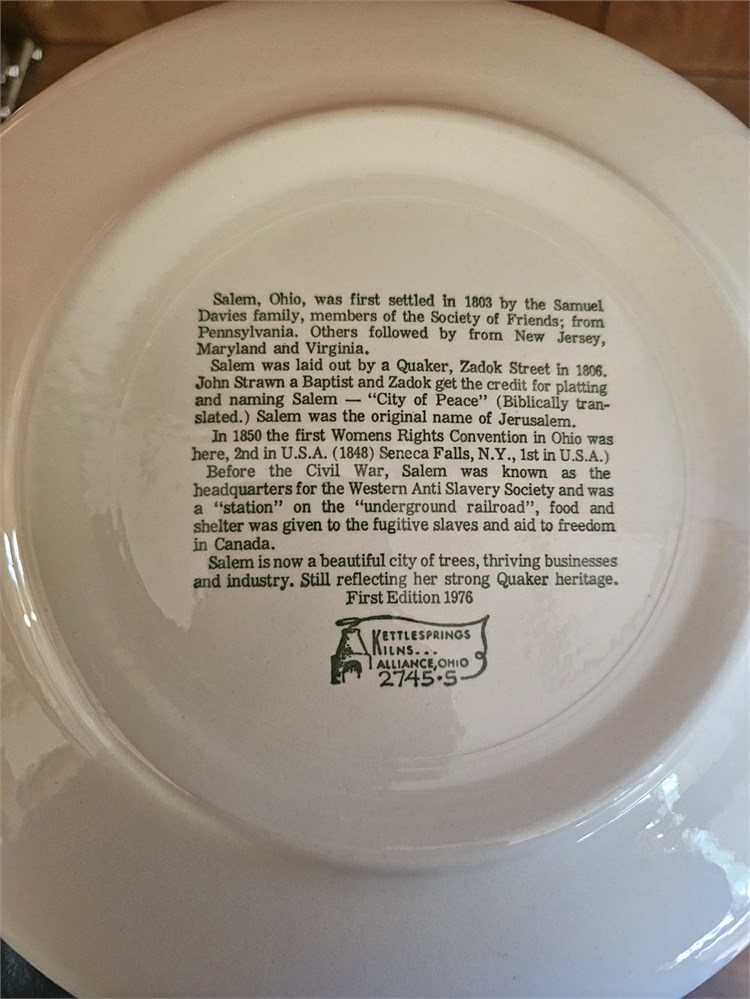 Salem, Ohio, was first settled in 1803 by the Samuel
Davies family, members of the Society of Friends; from
Pennsylvania. Others followed by from New Jersey,
Maryland and Virginia.
Salem was laid out by a Quaker, Zadok Street in 1806.
John Strawn a Baptist and Zadok get the credit for platting
and naming Salem — “City of Peace” (Biblically tran-
slated.) Salem was the original name of Jerusalem.
In 1850 the first Womens Rights Convention in Ohio was
here, 2nd in U.S.A. (1848) Seneca Falls, N.Y., 1st in U.S.A.)
Before the Civil War, Salem was known as the
headquarters for the Western Anti Slavery Society and was
a “station” on the “underground railroad”, food and
shelter was given to the fugitive slaves and aid to freedom
in Canada.
Salem is now a beautiful city of trees, thriving businesses
and industry. Still reflecting her strong Quaker heritage.
First Edition 1976
KETTLESPRINGS
KILNS...
ALLIANCE, OHIO
2745•S